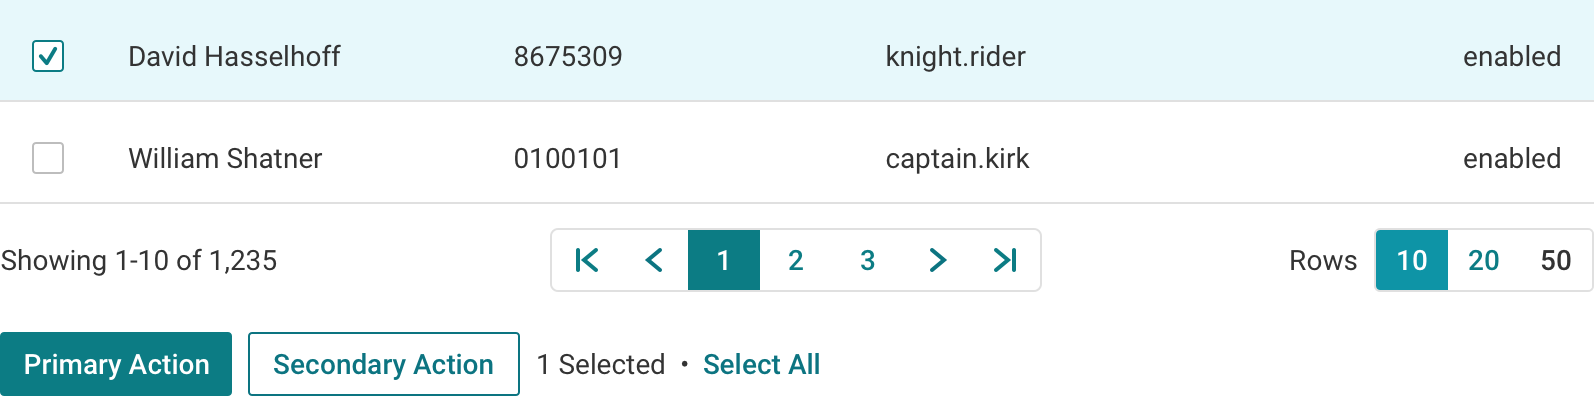 David Hasselhoff 8675309 knight.rider enabled
William Shatner 0100101 captain.kirk enabled
Showing 1-10 of 1,235 1 2 3 Rows 10 20 50
Primary Action Secondary Action 1 Selected • Select All